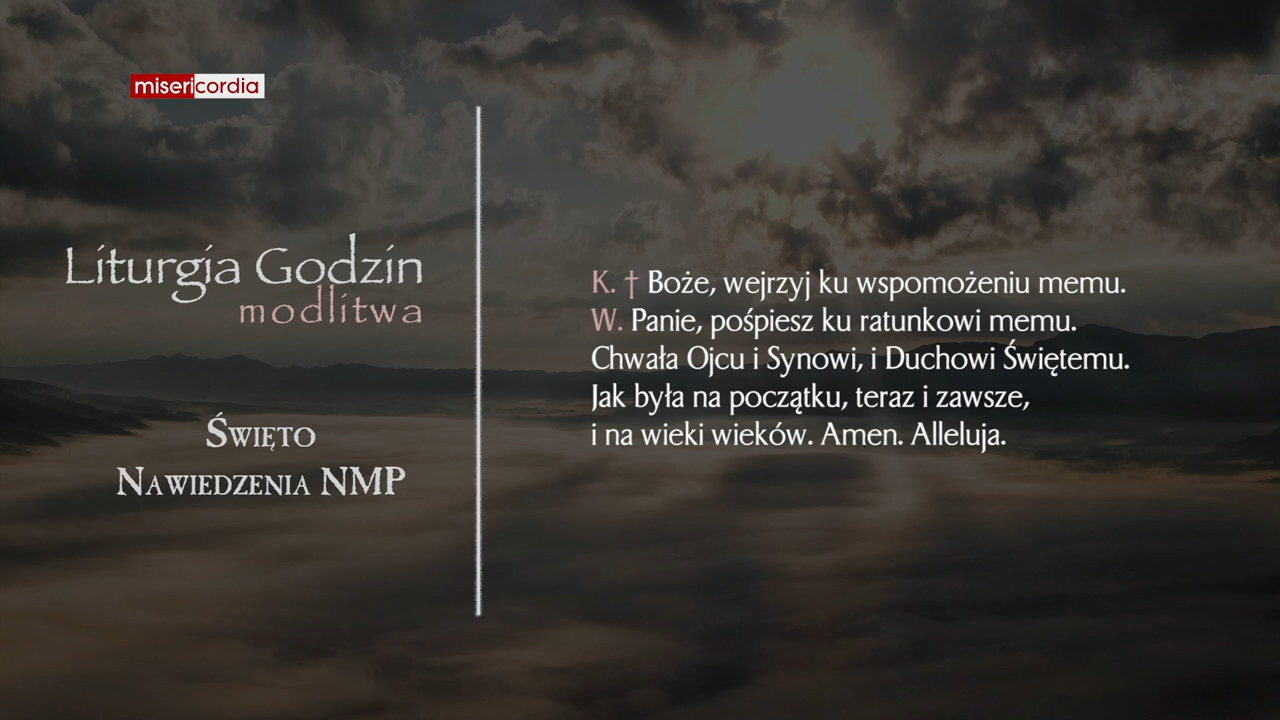 misericordia
Liturgia Godzin
modlitwa
Święto
Nawiedzenia NMP
K. † Boże, wejrzyj ku wspomożeniu memu.
W. Panie, pośpiesz ku ratunkowi memu.
Chwała Ojcu i Synowi, i Duchowi Świętemu.
Jak była na początku, teraz i zawsze,
i na wieki wieków. Amen. Alleluja.